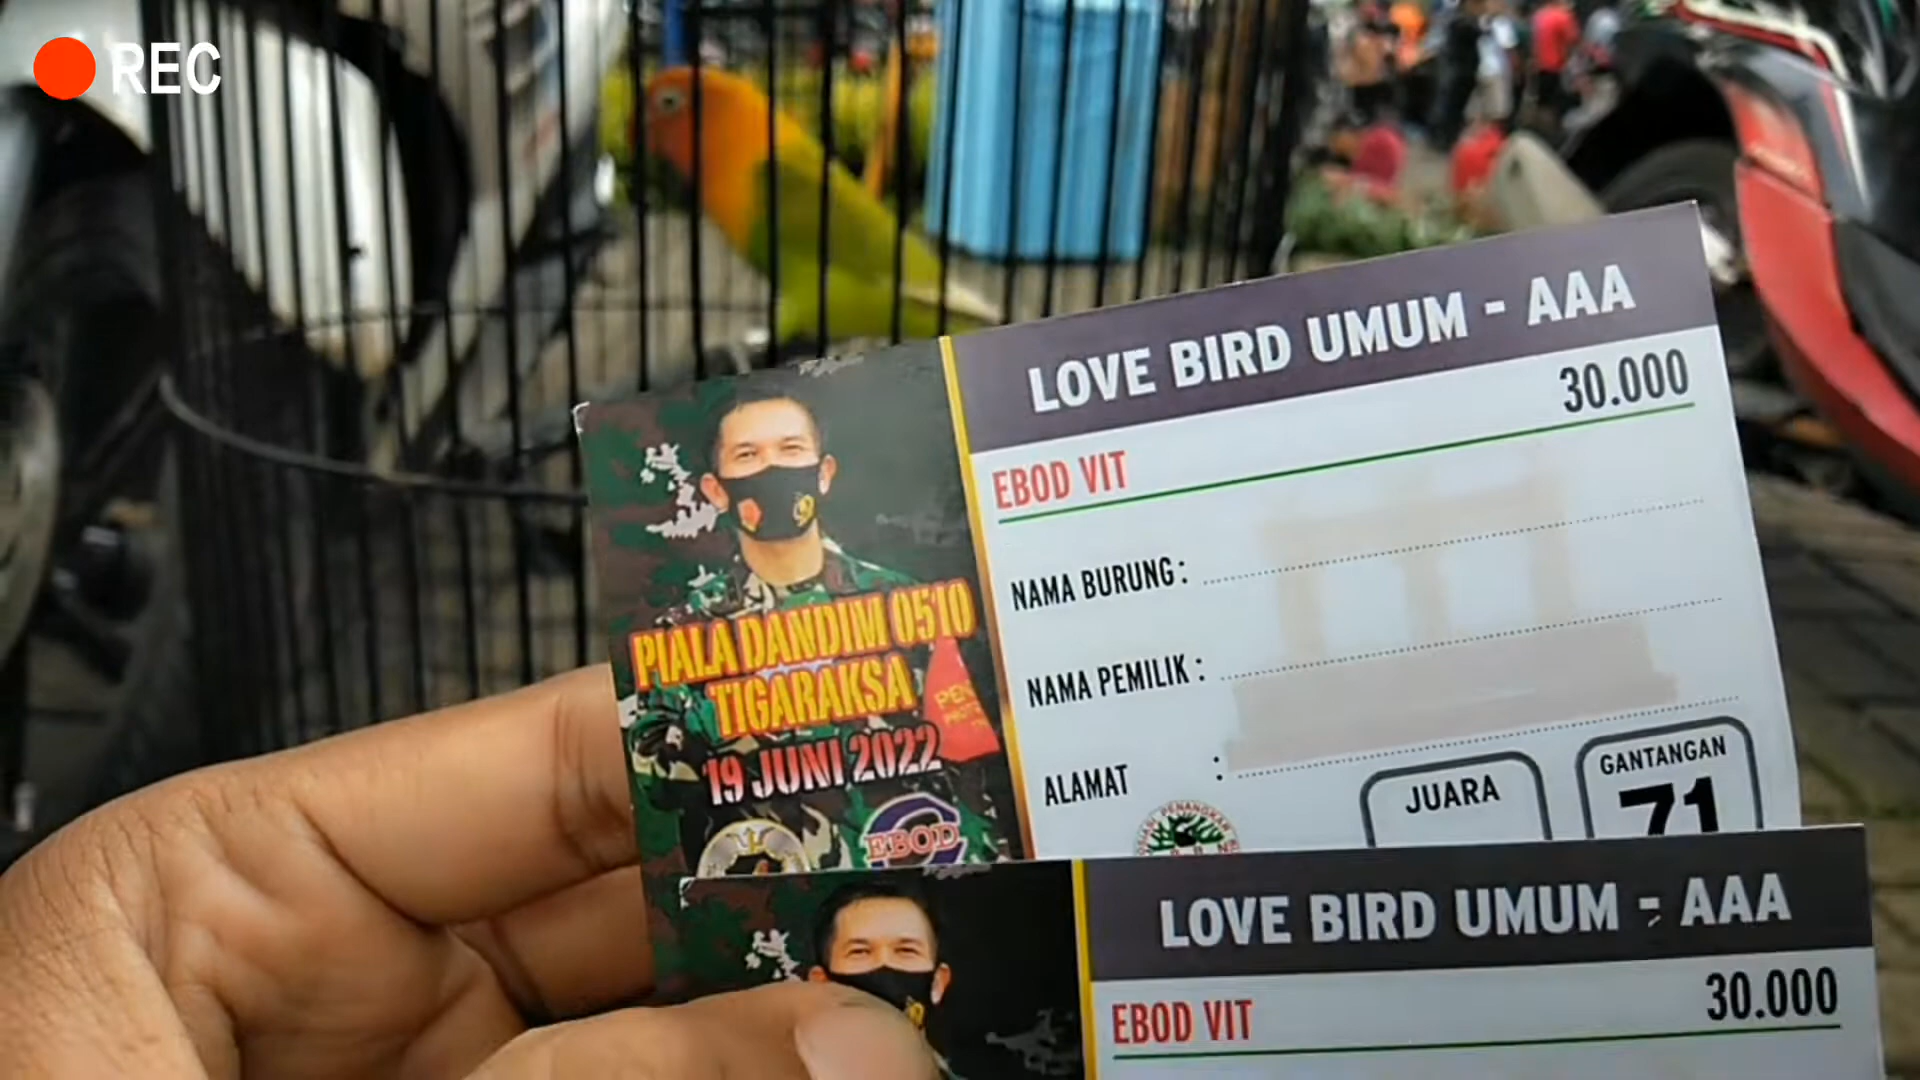 REC
LOVE BIRD UMUM - AAA
30.000
EBOD VIT
NAMA BURUNG :
NAMA PEMILIK :
ALAMAT :
JUARA
GANTANGAN
71
PIALA DANDIM 0510
TIGARAKSA
19 JUNI 2022
EBOD
LOVE BIRD UMUM - AAA
30.000
EBOD VIT